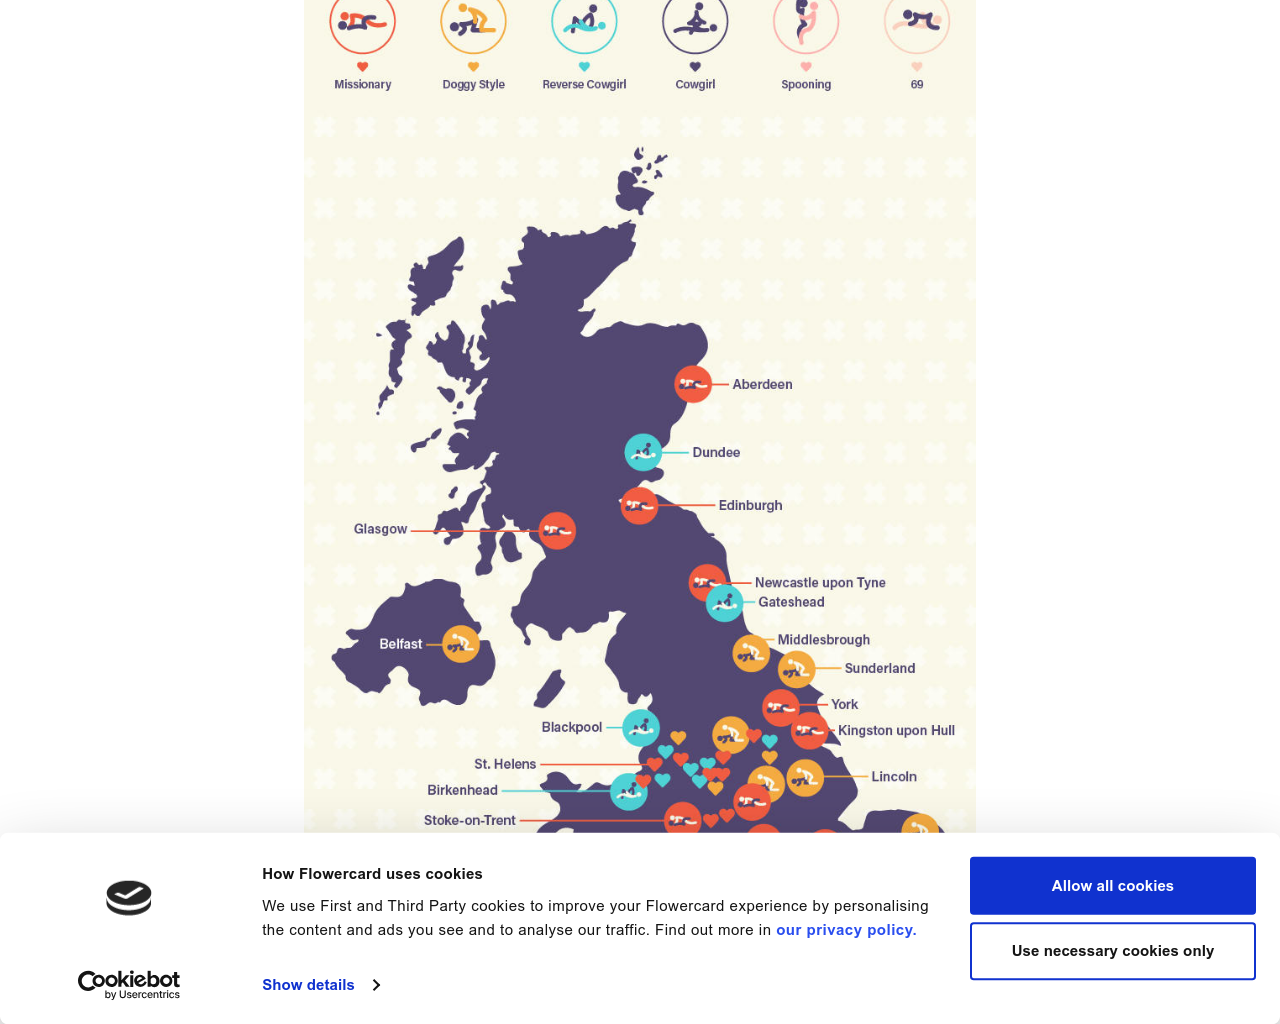 Missionary
Doggy Style
Reverse Cowgirl
Cowgirl
Spooning
69
Aberdeen
Dundee
Edinburgh
Glasgow
Newcastle upon Tyne
Gateshead
Middlesbrough
Belfast
Sunderland
York
Blackpool
Kingston upon Hull
St. Helens
Lincoln
Birkenhead
Stoke-on-Trent
How Flowercard uses cookies
We use First and Third Party cookies to improve your Flowercard experience by personalising
the content and ads you see and to analyse our traffic. Find out more in our privacy policy.
Show details
Allow all cookies
Use necessary cookies only
Cookiebot
by Usercentrics